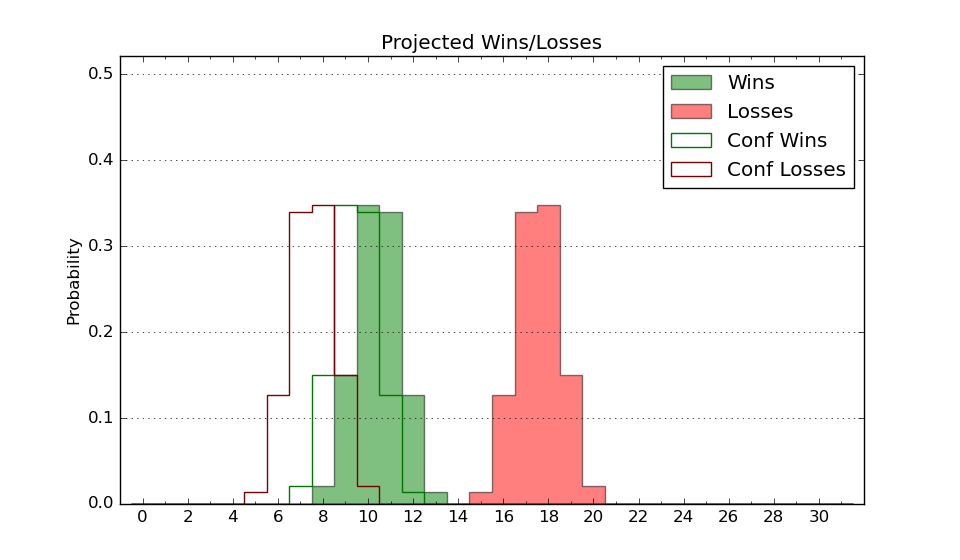 Projected Wins/Losses
0.5
0.4
0.3
0.2
0.1
0.0
Probability
Wins
Losses
Conf Wins
Conf Losses
0 2 4 6 8 10 12 14 16 18 20 22 24 26 28 30